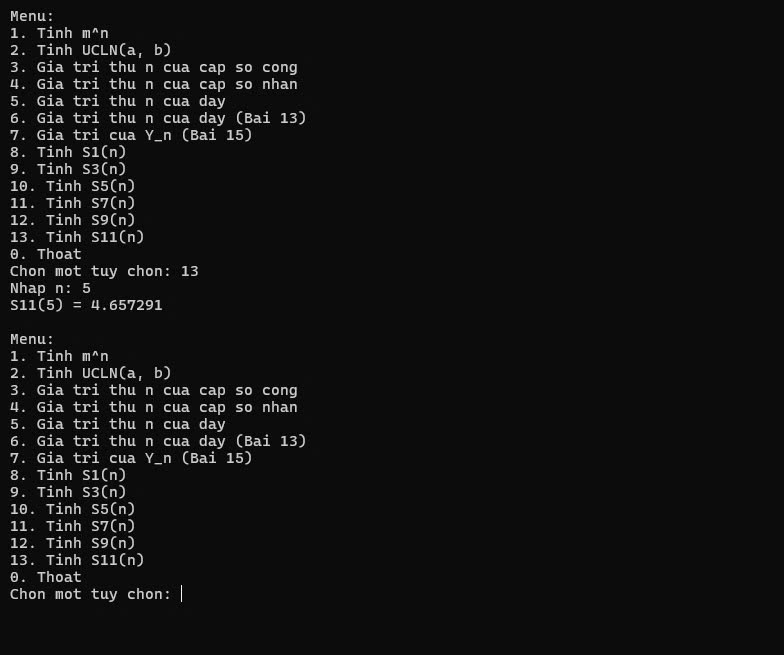 Menu:
1. Tinh m^n
2. Tinh UCLN(a, b)
3. Gia tri thu n cua cap so cong
4. Gia tri thu n cua cap so nhan
5. Gia tri thu n cua day
6. Gia tri thu n cua day (Bai 13)
7. Gia tri cua Y_n (Bai 15)
8. Tinh S1(n)
9. Tinh S3(n)
10. Tinh S5(n)
11. Tinh S7(n)
12. Tinh S9(n)
13. Tinh S11(n)
0. Thoat
Chon mot tuy chon: 13
Nhap n: 5
S11(5) = 4.657291

Menu:
1. Tinh m^n
2. Tinh UCLN(a, b)
3. Gia tri thu n cua cap so cong
4. Gia tri thu n cua cap so nhan
5. Gia tri thu n cua day
6. Gia tri thu n cua day (Bai 13)
7. Gia tri cua Y_n (Bai 15)
8. Tinh S1(n)
9. Tinh S3(n)
10. Tinh S5(n)
11. Tinh S7(n)
12. Tinh S9(n)
13. Tinh S11(n)
0. Thoat
Chon mot tuy chon: